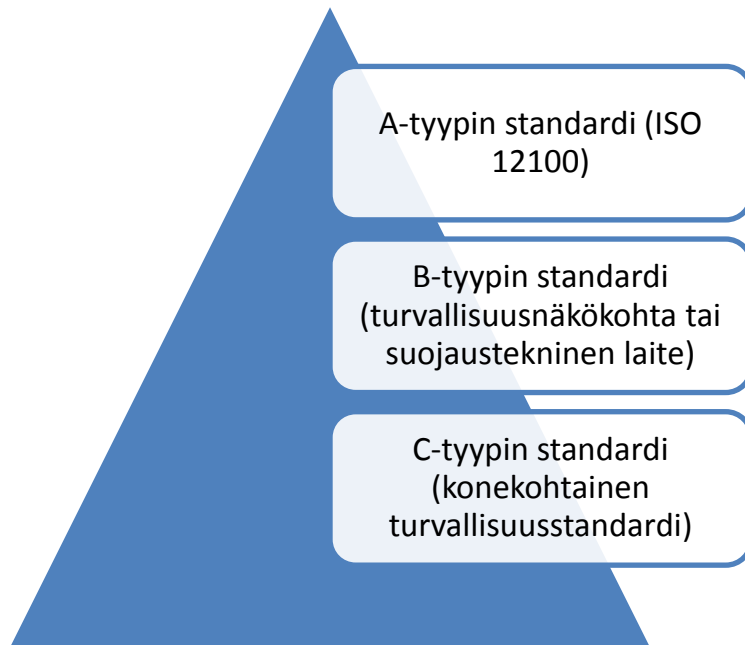 A-tyypin standardi (ISO
12100)
B-tyypin standardi
(turvallisuusnäkökohta tai
suojaustekninen laite)
C-tyypin standardi
(konekohtainen
turvallisuusstandardi)